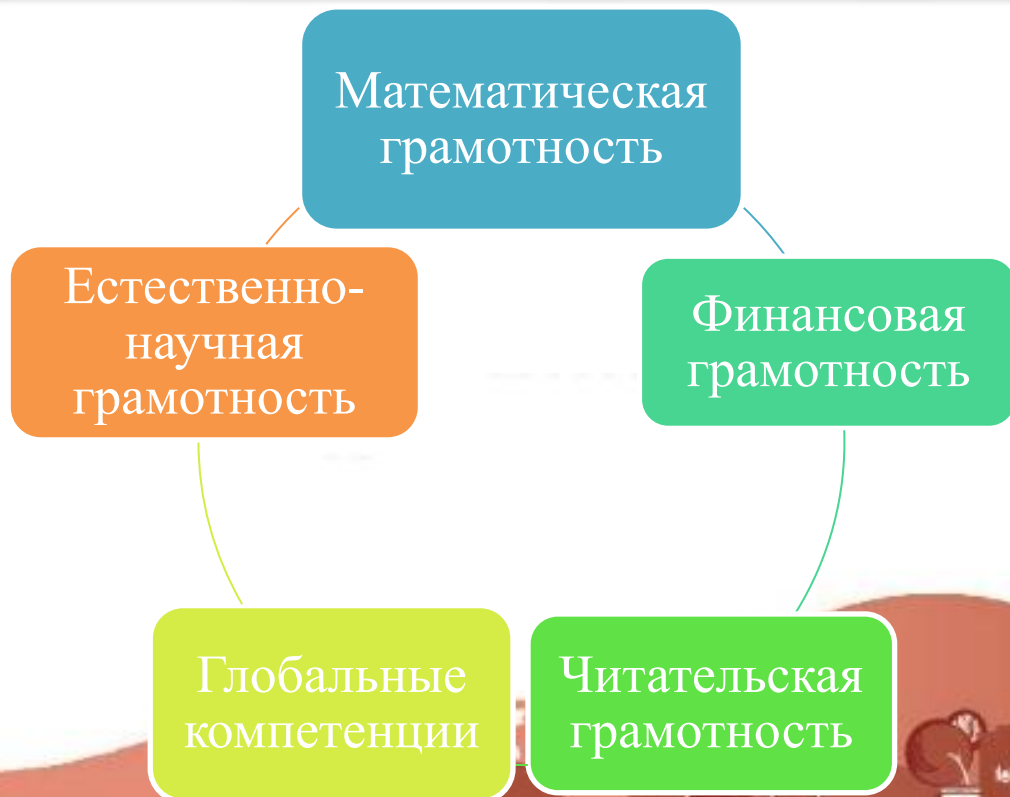 Математическая
грамотность
Естественно-
научная
грамотность
Финансовая
грамотность
Глобальные
компетенции
Читательская
грамотность